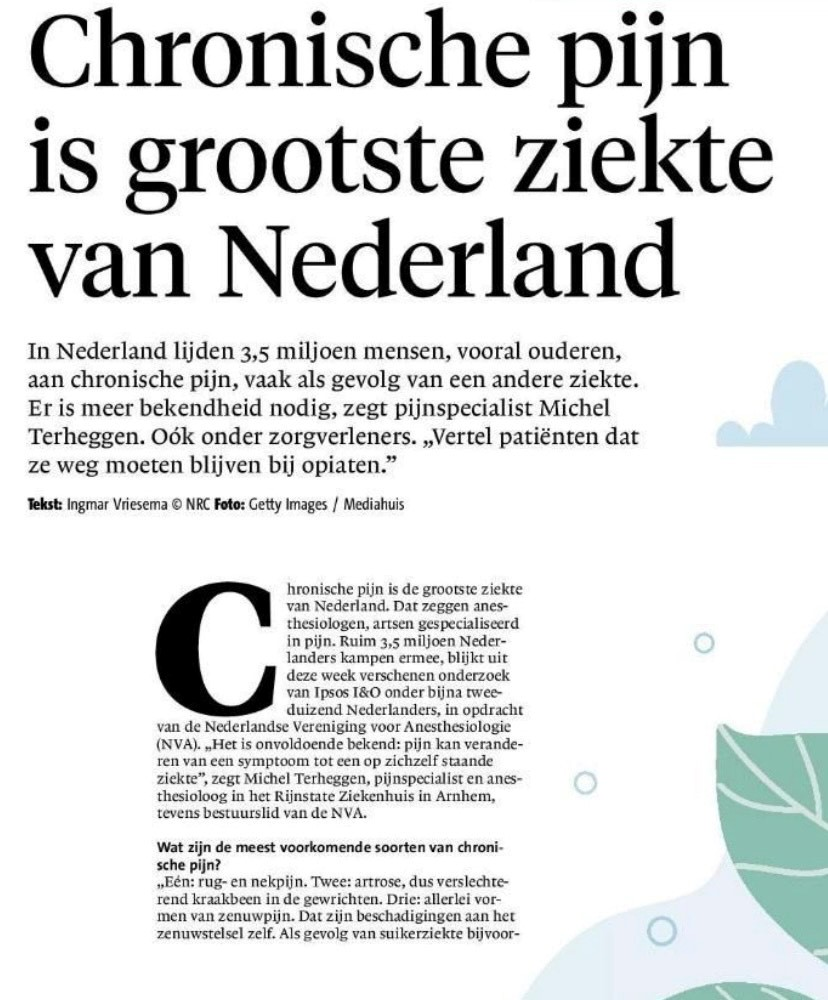 Chronische pijn
is grootste ziekte
van Nederland
In Nederland lijden 3,5 miljoen mensen, vooral ouderen,
aan chronische pijn, vaak als gevolg van een andere ziekte.
Er is meer bekendheid nodig, zegt pijnspecialist Michel
Terheggen. Oók onder zorgverleners. „Vertel patiënten dat
ze weg moeten blijven bij opiaten.”
Tekst: Ingmar Vriesema © NRC Foto: Getty Images / Mediahuis
Chronische pijn is de grootste ziekte
van Nederland. Dat zeggen anes-
thesiologen, artsen gespecialiseerd
in pijn. Ruim 3,5 miljoen Neder-
landers kampen ermee, blijkt uit
deze week verschenen onderzoek
van Ipsos I&O onder bijna twee-
duizend Nederlanders, in opdracht
van de Nederlandse Vereniging voor Anesthesiologie
(NVA). „Het is onvoldoende bekend: pijn kan verande-
ren van een symptoom tot een op zichzelf staande
ziekte”, zegt Michel Terheggen, pijnspecialist en anes-
thesioloog in het Rijnstate Ziekenhuis in Arnhem,
tevens bestuurslid van de NVA.
Wat zijn de meest voorkomende soorten van chroni-
sche pijn?
„Eén: rug- en nekpijn. Twee: artrose, dus verslechte-
rend kraakbeen in de gewrichten. Drie: allerlei vor-
men van zenuwpijn. Dat zijn beschadigingen aan het
zenuwstelsel zelf. Als gevolg van suikerziekte bijvoor-